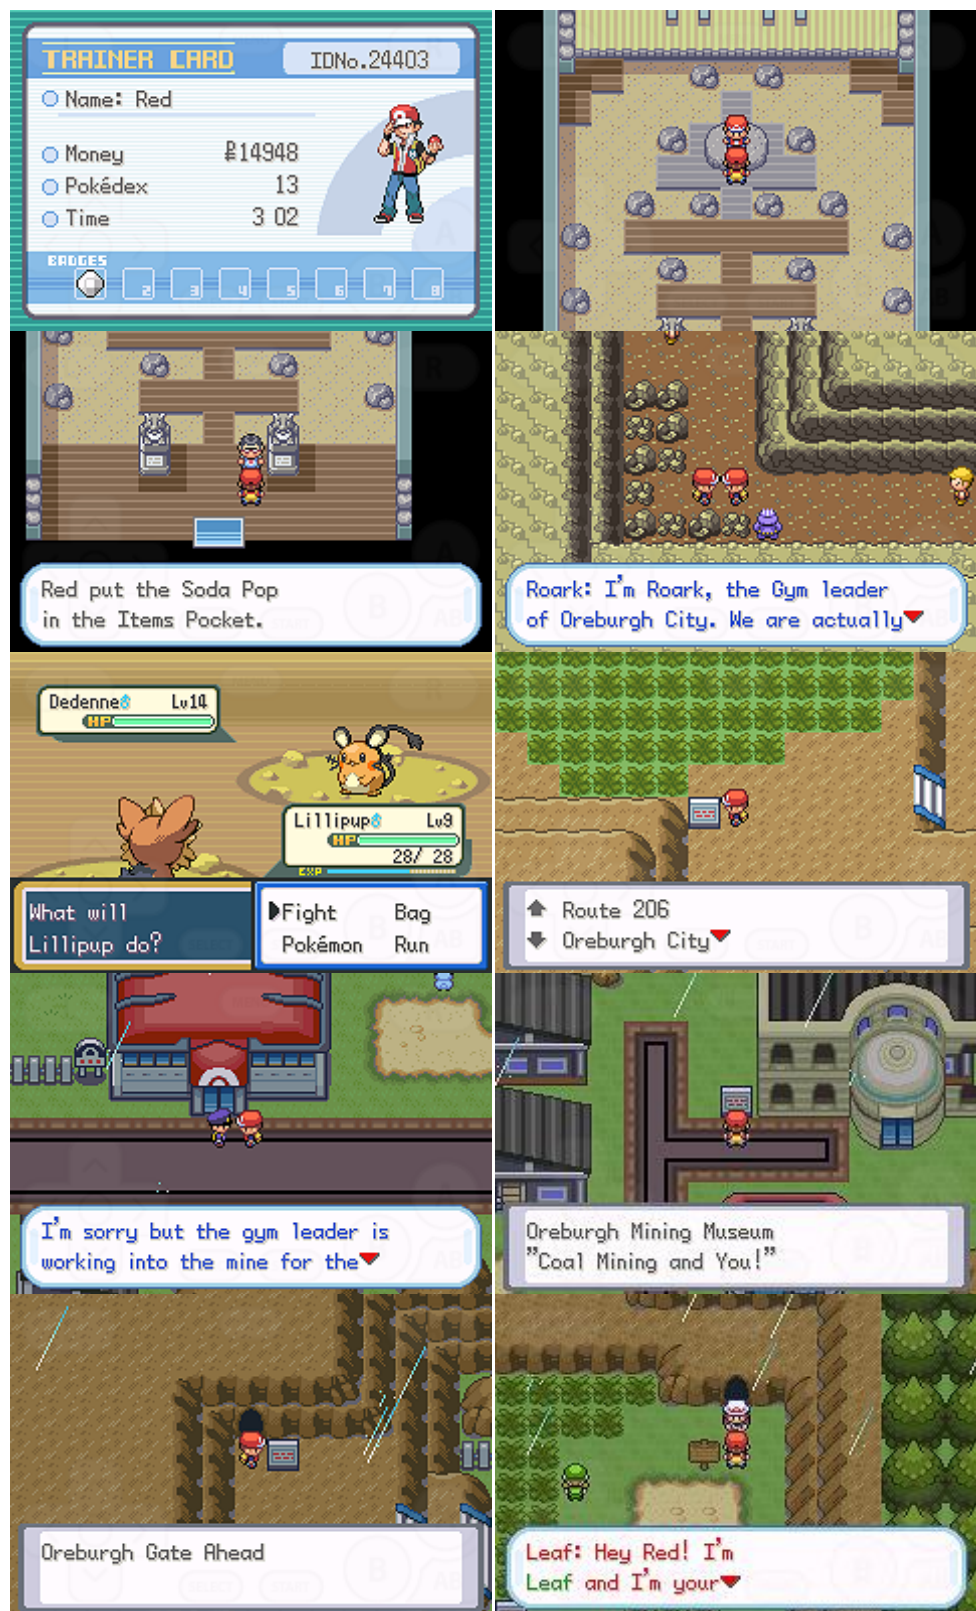 TRAINER CARD
IDNo.24403
Name: Red
Money ₽14948
Pokédex 13
Time 3 02
BADGES
2 3 4 5 6 7 8
Red put the Soda Pop
in the Items Pocket.
Roark: I'm Roark, the Gym leader
of Oreburgh City. We are actually
Dedenne♂ Lv14
HP
Lillipup♂ Lv9
HP
28/ 28
EXP
What will
Lillipup do?
Fight Bag
Pokémon Run
Route 206
Oreburgh City
I'm sorry but the gym leader is
working into the mine for the
Oreburgh Mining Museum
"Coal Mining and You!"
Oreburgh Gate Ahead
Leaf: Hey Red! I'm
Leaf and I'm your